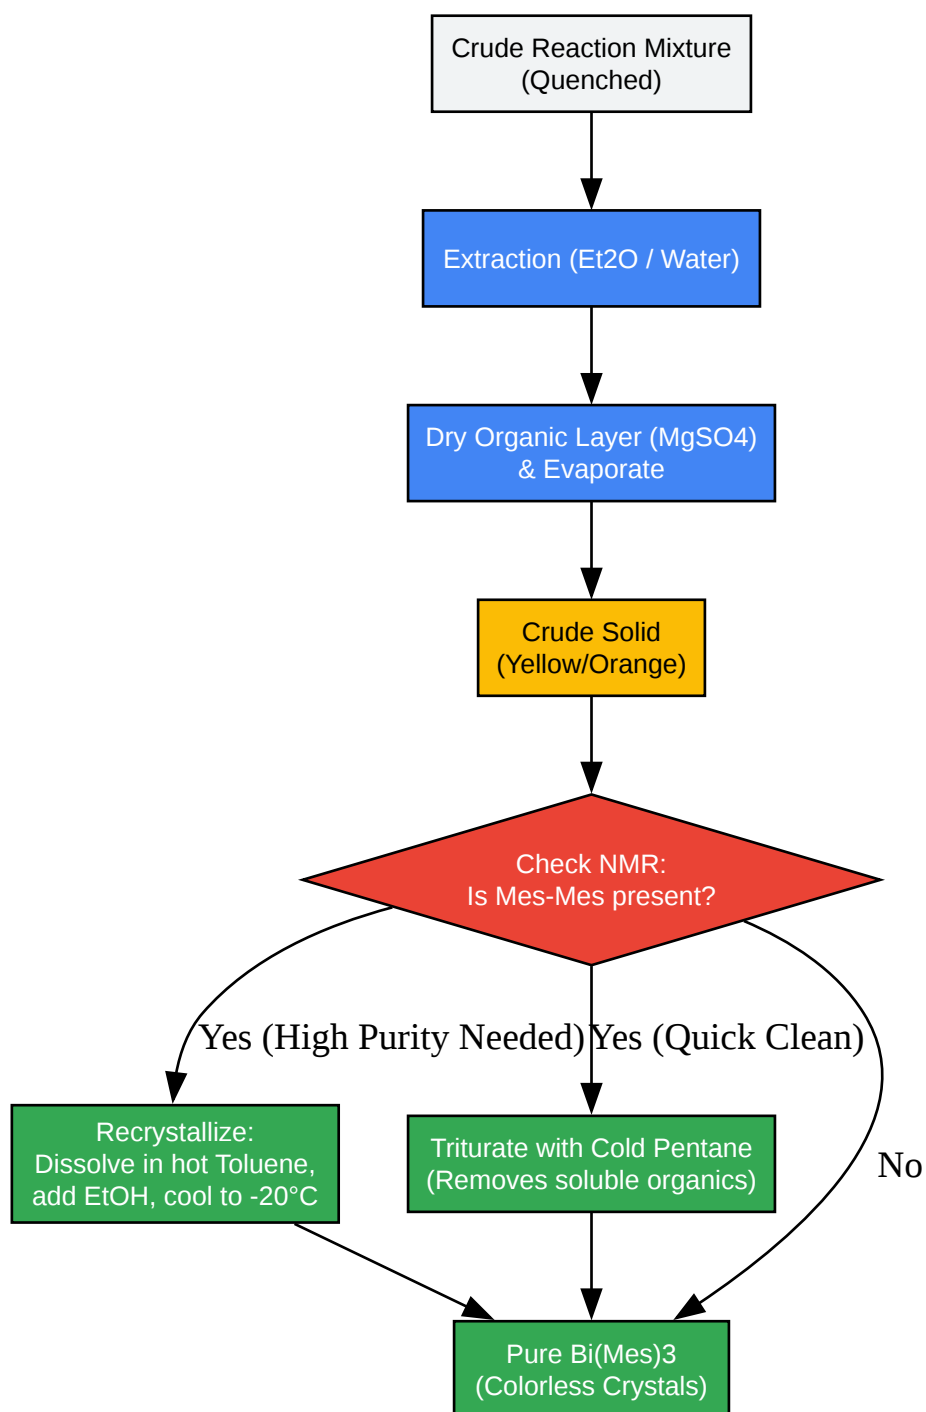 Crude Reaction Mixture
(Quenched)
Extraction (Et2O / Water)
Dry Organic Layer (MgSO4)
& Evaporate
Crude Solid
(Yellow/Orange)
Check NMR:
Is Mes-Mes present?
Yes (High Purity Needed)
Yes (Quick Clean)
No
Recrystallize:
Dissolve in hot Toluene,
add EtOH, cool to -20°C
Triturate with Cold Pentane
(Removes soluble organics)
Pure Bi(Mes)3
(Colorless Crystals)